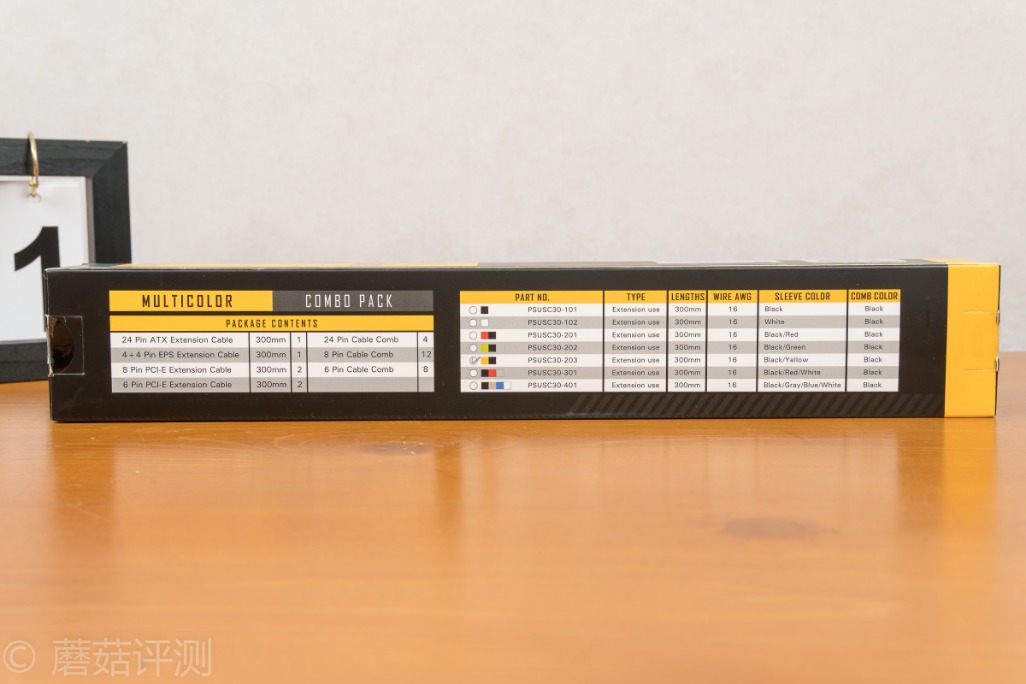 1
MULTICOLOR COMBO PACK
PACKAGE CONTENTS
24 Pin ATX Extension Cable 300mm 1 24 Pin Cable Comb 4
4+4 Pin EPS Extension Cable 300mm 1 8 Pin Cable Comb 12
8 Pin PCI-E Extension Cable 300mm 2 6 Pin Cable Comb 8
6 Pin PCI-E Extension Cable 300mm 2
PART NO. TYPE LENGTHS WIRE AWG SLEEVE COLOR COMB COLOR
PSUSC30-101 Extension use 300mm 16 Black Black
PSUSC30-102 Extension use 300mm 16 White Black
PSUSC30-201 Extension use 300mm 16 Black/Red Black
PSUSC30-202 Extension use 300mm 16 Black/Green Black
PSUSC30-203 Extension use 300mm 16 Black/Yellow Black
PSUSC30-301 Extension use 300mm 16 Black/Red/White Black
PSUSC30-401 Extension use 300mm 16 Black/Gray/Blue/White Black
© 蘑菇评测